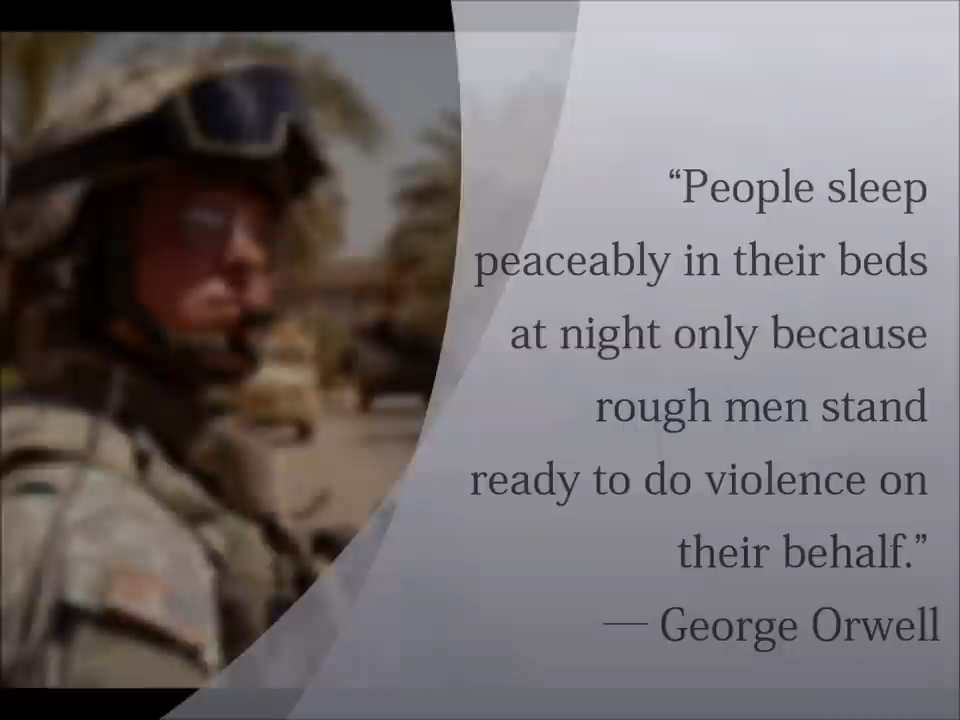 “People sleep
peaceably in their beds
at night only because
rough men stand
ready to do violence on
their behalf.”
— George Orwell